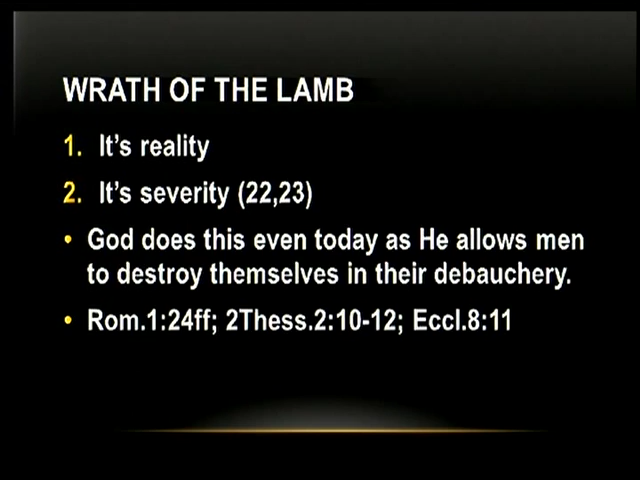 WRATH OF THE LAMB
1. It's reality
2. It's severity (22,23)
• God does this even today as He allows men
to destroy themselves in their debauchery.
• Rom.1:24ff; 2Thess.2:10-12; Eccl.8:11